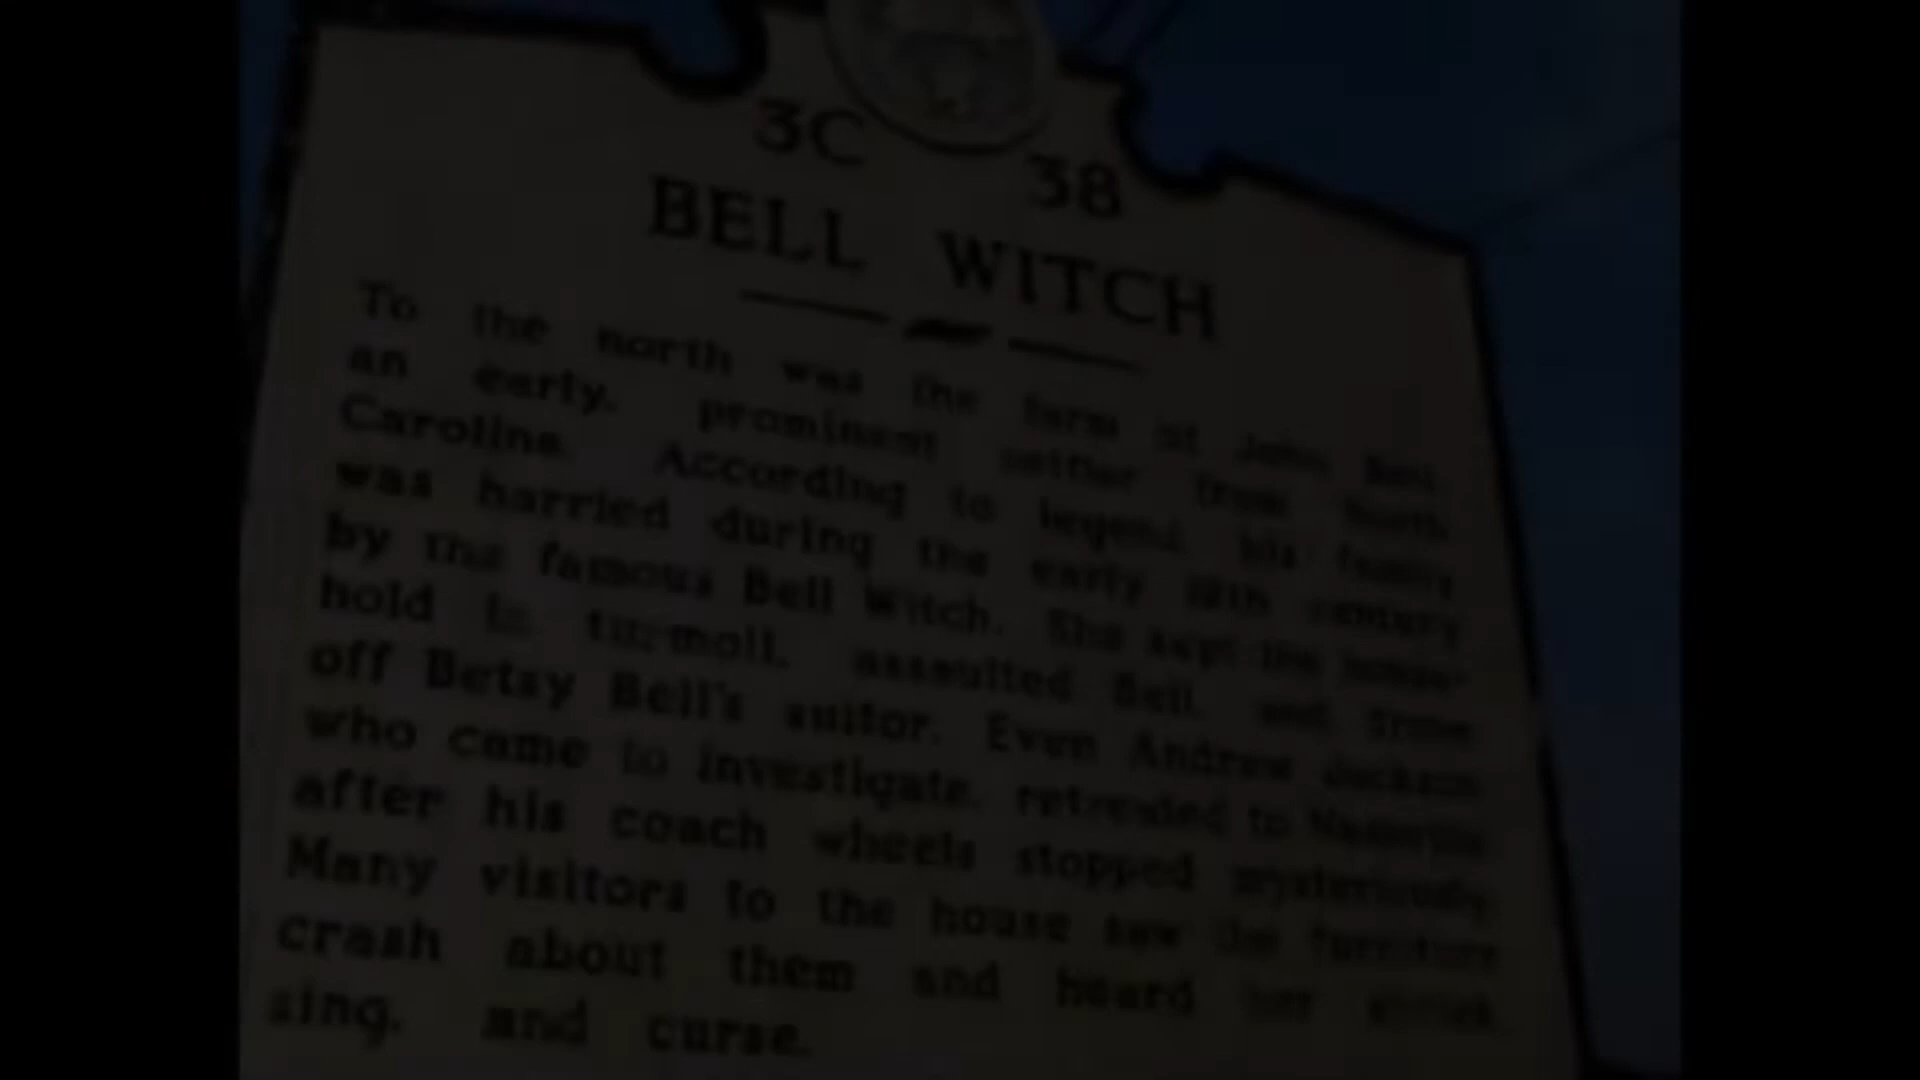 3C 38
BELL WITCH
To the north was the farm of John Bell,
an early, prominent settler from North
Carolina. According to legend, his family
was harried during the early 19th century
by the famous Bell Witch. She kept the house-
hold in turmoil, assaulted Bell, and drove
off Betsy Bell's suitor. Even Andrew Jackson
who came to investigate, retreated to Nashville
after his coach wheels stopped mysteriously.
Many visitors to the house saw the furniture
crash about them and heard her shriek,
sing, and curse.